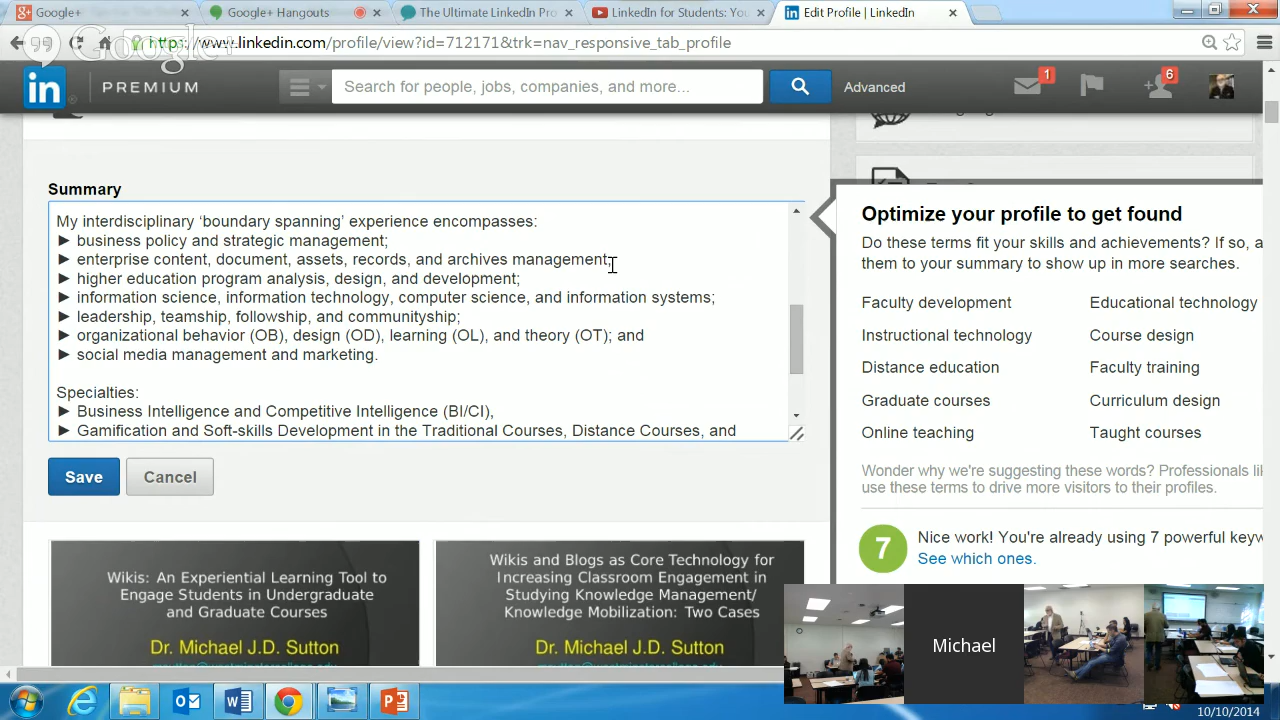 Google+
Google+ Hangouts
The Ultimate LinkedIn Pro
LinkedIn for Students: You
Edit Profile | LinkedIn
https://www.linkedin.com/profile/view?id=712171&trk=nav_responsive_tab_profile
Google+
in
PREMIUM
Search for people, jobs, companies, and more...
Advanced
1
6
Summary
My interdisciplinary ‘boundary spanning’ experience encompasses:
► business policy and strategic management;
► enterprise content, document, assets, records, and archives management;
► higher education program analysis, design, and development;
► information science, information technology, computer science, and information systems;
► leadership, teamship, followship, and communityship;
► organizational behavior (OB), design (OD), learning (OL), and theory (OT); and
► social media management and marketing.
Specialties:
► Business Intelligence and Competitive Intelligence (BI/CI),
► Gamification and Soft-skills Development in the Traditional Courses, Distance Courses, and
Save
Cancel
Optimize your profile to get found
Do these terms fit your skills and achievements? If so, a
them to your summary to show up in more searches.
Faculty development
Educational technology
Instructional technology
Course design
Distance education
Faculty training
Graduate courses
Curriculum design
Online teaching
Taught courses
Wonder why we're suggesting these words? Professionals li
use these terms to drive more visitors to their profiles.
7
Nice work! You're already using 7 powerful keyw
See which ones.
Wikis: An Experiential Learning Tool to
Engage Students in Undergraduate
and Graduate Courses
Dr. Michael J.D. Sutton
Wikis and Blogs as Core Technology for
Increasing Classroom Engagement in
Studying Knowledge Management/
Knowledge Mobilization: Two Cases
Dr. Michael J.D. Sutton
Michael
10/10/2014